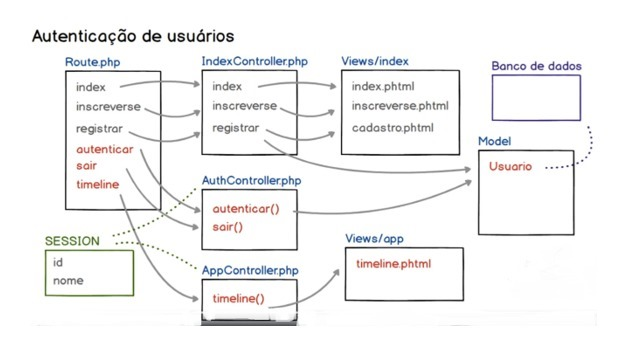 Autenticação de usuários
Route.php
index
inscreverse
registrar
autenticar
sair
timeline
IndexController.php
index
inscreverse
registrar
Views/index
index.phtml
inscreverse.phtml
cadastro.phtml
Banco de dados
Model
Usuario
AuthController.php
autenticar()
sair()
SESSION
id
nome
AppController.php
timeline()
Views/app
timeline.phtml